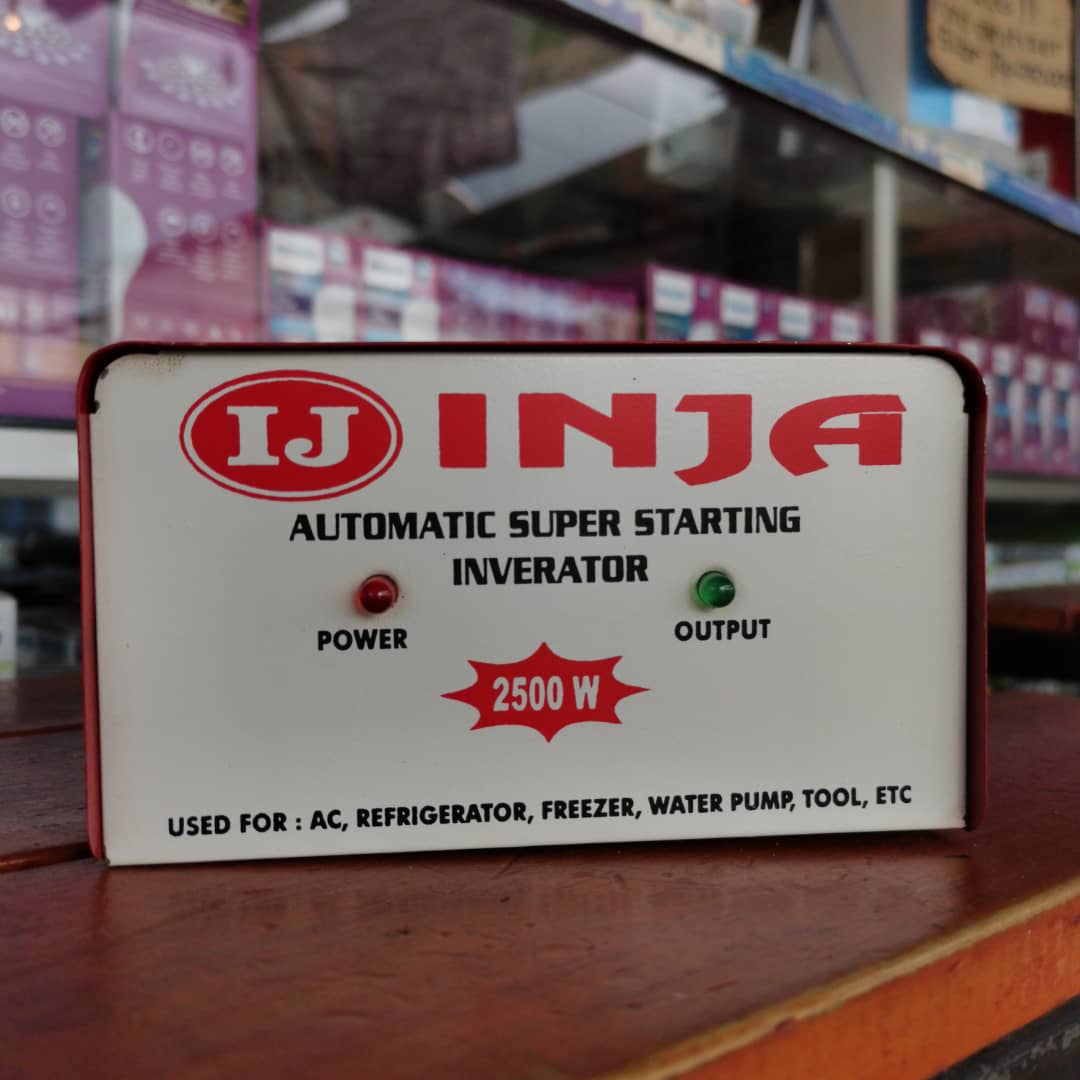 IJ INJA
AUTOMATIC SUPER STARTING
INVERATOR
POWER
OUTPUT
2500 W
USED FOR : AC, REFRIGERATOR, FREEZER, WATER PUMP, TOOL, ETC